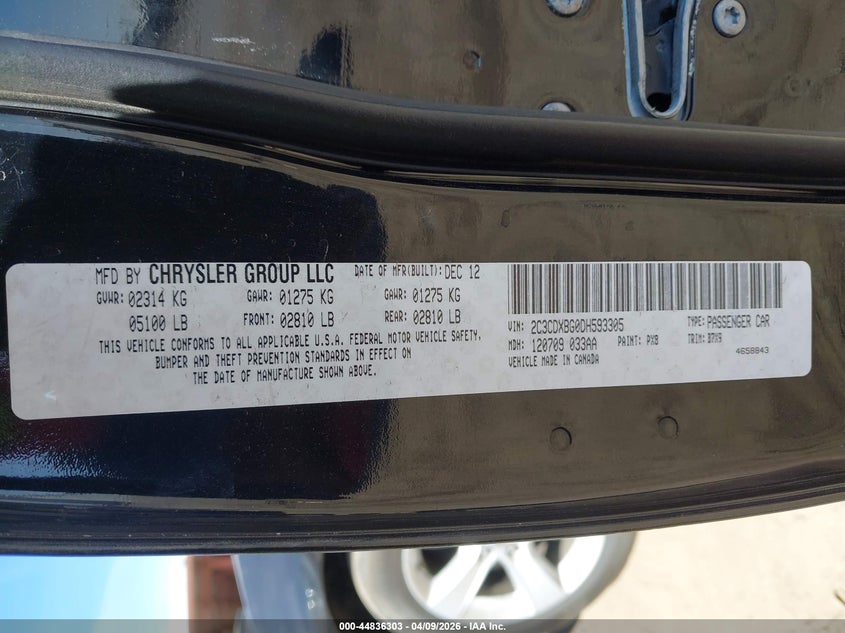 MFD BY CHRYSLER GROUP LLC DATE OF MFR(BUILT): DEC 12
GVWR: 02314 KG GAWR: 01275 KG GAWR: 01275 KG
05100 LB FRONT: 02810 LB REAR: 02810 LB
THIS VEHICLE CONFORMS TO ALL APPLICABLE U.S.A. FEDERAL MOTOR VEHICLE SAFETY,
BUMPER AND THEFT PREVENTION STANDARDS IN EFFECT ON
THE DATE OF MANUFACTURE SHOWN ABOVE.
VIN: 2C3CDXBG0DH593305 TYPE: PASSENGER CAR
MDH: 120709 033AA PAINT: PX8 TRIM: B7X9
VEHICLE MADE IN CANADA 4658843
000-44836303 - 04/09/2026 - IAA Inc.